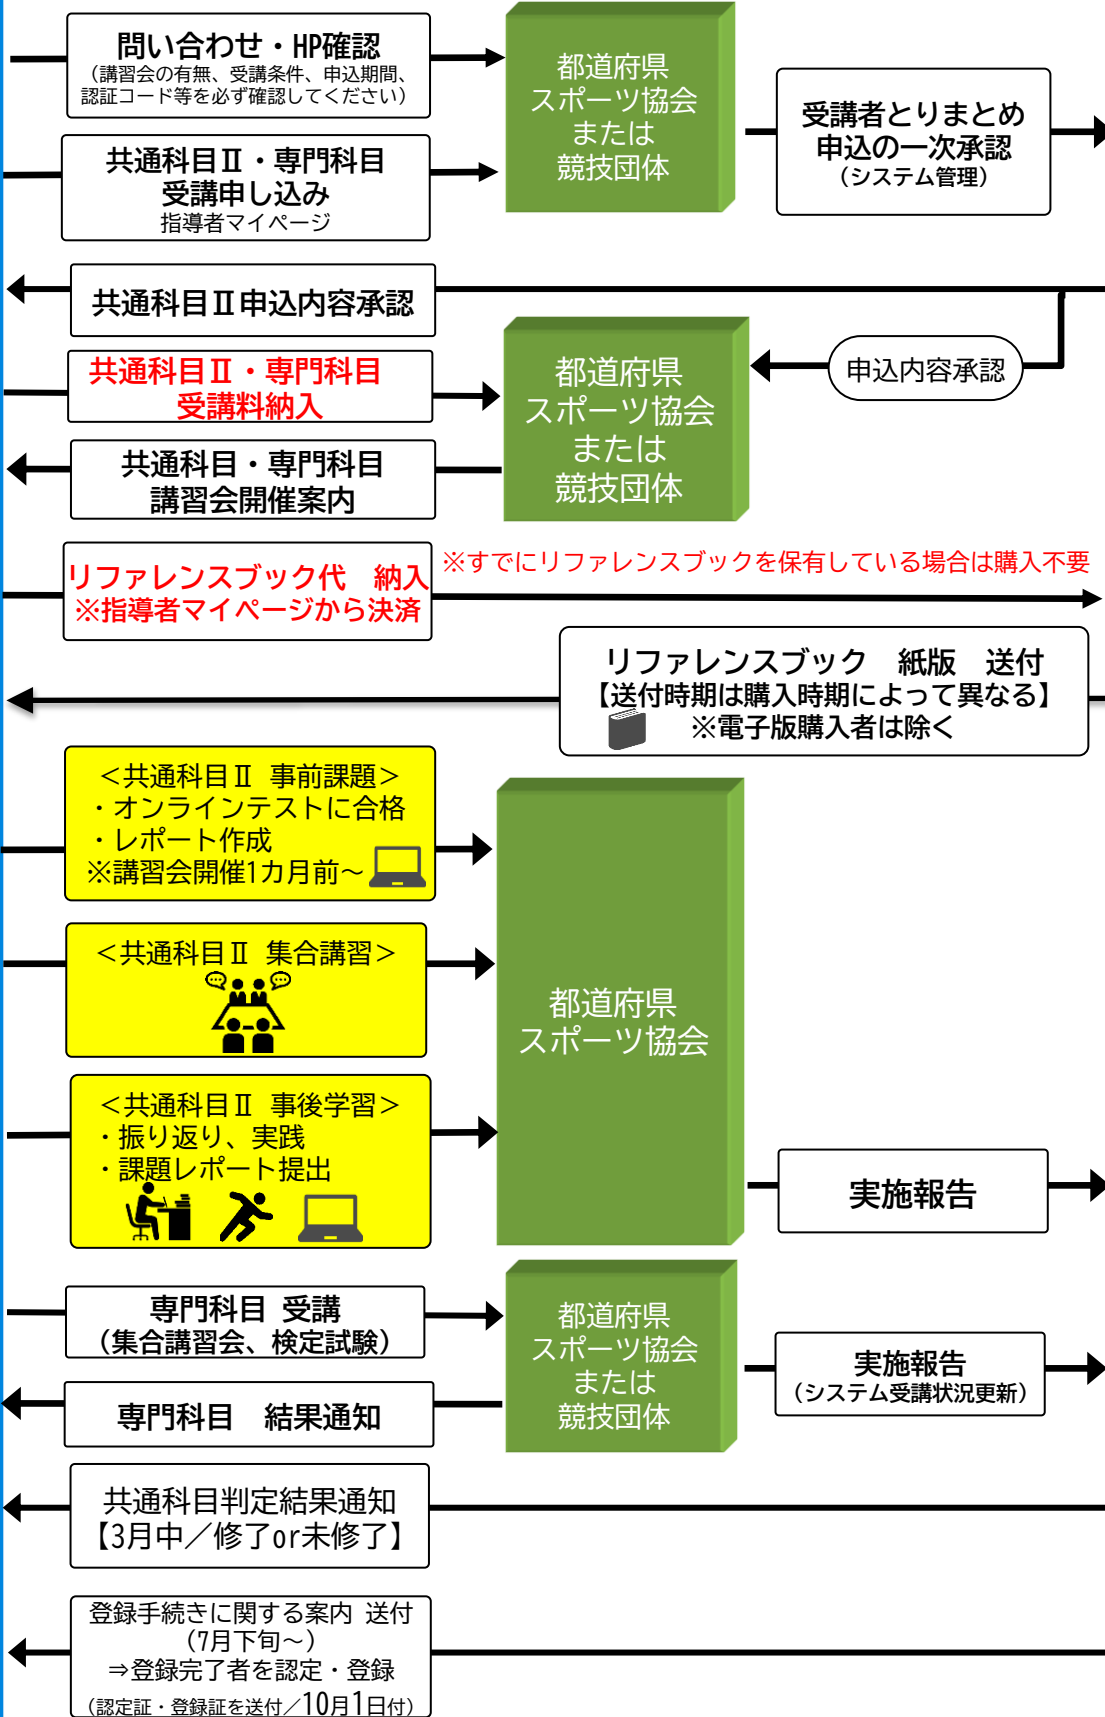 問い合わせ・HP確認
（講習会の有無、受講条件、申込期間、
認証コード等を必ず確認してください）
都道府県
スポーツ協会
または
競技団体
受講者とりまとめ
申込の一次承認
（システム管理）
共通科目Ⅱ・専門科目
受講申し込み
指導者マイページ
共通科目Ⅱ申込内容承認
申込内容承認
共通科目Ⅱ・専門科目
受講料納入
都道府県
スポーツ協会
または
競技団体
共通科目・専門科目
講習会開催案内
リファレンスブック代　納入
※指導者マイページから決済
※すでにリファレンスブックを保有している場合は購入不要
リファレンスブック　紙版　送付
【送付時期は購入時期によって異なる】
※電子版購入者は除く
＜共通科目Ⅱ 事前課題＞
・オンラインテストに合格
・レポート作成
※講習会開催1カ月前～
＜共通科目Ⅱ 集合講習＞
都道府県
スポーツ協会
＜共通科目Ⅱ 事後学習＞
・振り返り、実践
・課題レポート提出
実施報告
専門科目 受講
（集合講習会、検定試験）
都道府県
スポーツ協会
または
競技団体
実施報告
（システム受講状況更新）
専門科目　結果通知
共通科目判定結果通知
【3月中／修了or未修了】
登録手続きに関する案内 送付
（7月下旬～）
⇒登録完了者を認定・登録
（認定証・登録証を送付／10月1日付）